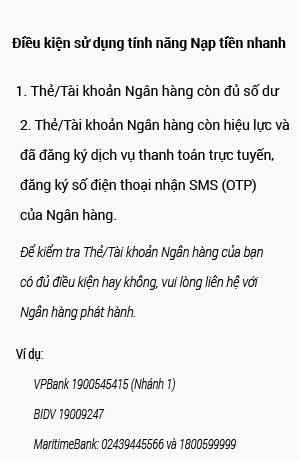 Điều kiện sử dụng tính năng Nạp tiền nhanh
1. Thẻ/Tài khoản Ngân hàng còn đủ số dư
2. Thẻ/Tài khoản Ngân hàng còn hiệu lực và
đã đăng ký dịch vụ thanh toán trực tuyến,
đăng ký số điện thoại nhận SMS (OTP)
của Ngân hàng.
Để kiểm tra Thẻ/Tài khoản Ngân hàng của bạn
có đủ điều kiện hay không, vui lòng liên hệ với
Ngân hàng phát hành.
Ví dụ:
VPBank 1900545415 (Nhánh 1)
BIDV 19009247
MaritimeBank: 02439445566 và 1800599999